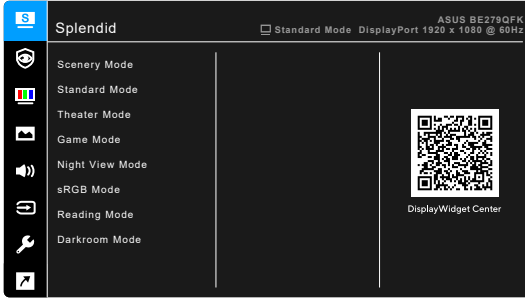 S
Splendid
ASUS BE279QFK
Standard Mode DisplayPort 1920 x 1080 @ 60Hz
Scenery Mode
Standard Mode
Theater Mode
Game Mode
Night View Mode
sRGB Mode
Reading Mode
Darkroom Mode
DisplayWidget Center